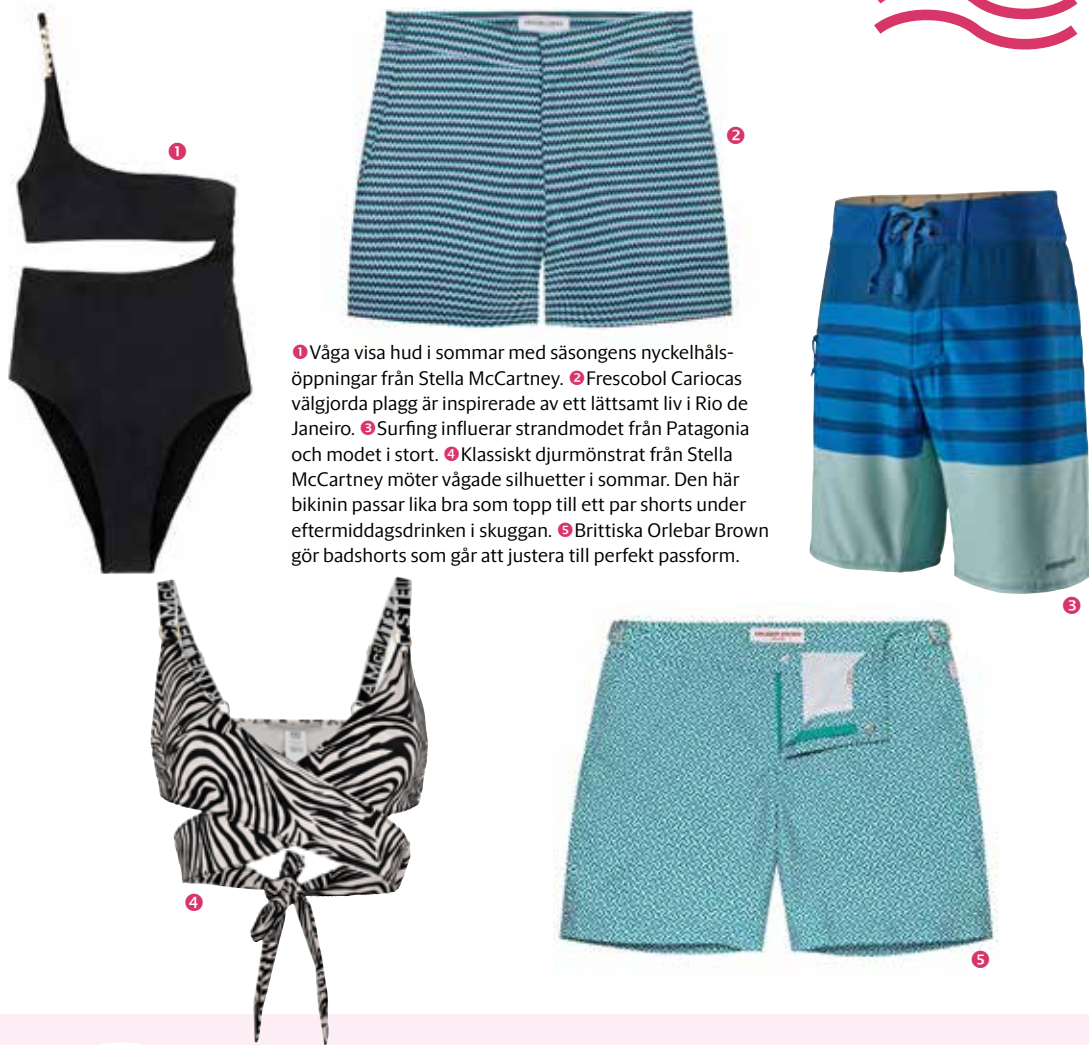 1
2
❶Våga visa hud i sommar med säsongens nyckelhåls-
öppningar från Stella McCartney. ❷Frescobol Cariocas
välgjorda plagg är inspirerade av ett lättsamt liv i Rio de
Janeiro. ❸Surfing influerar strandmodet från Patagonia
och modet i stort. ❹Klassiskt djurmönstrat från Stella
McCartney möter vågade silhuetter i sommar. Den här
bikinin passar lika bra som topp till ett par shorts under
eftermiddagsdrinken i skuggan. ❺Brittiska Orlebar Brown
gör badshorts som går att justera till perfekt passform.
3
4
5